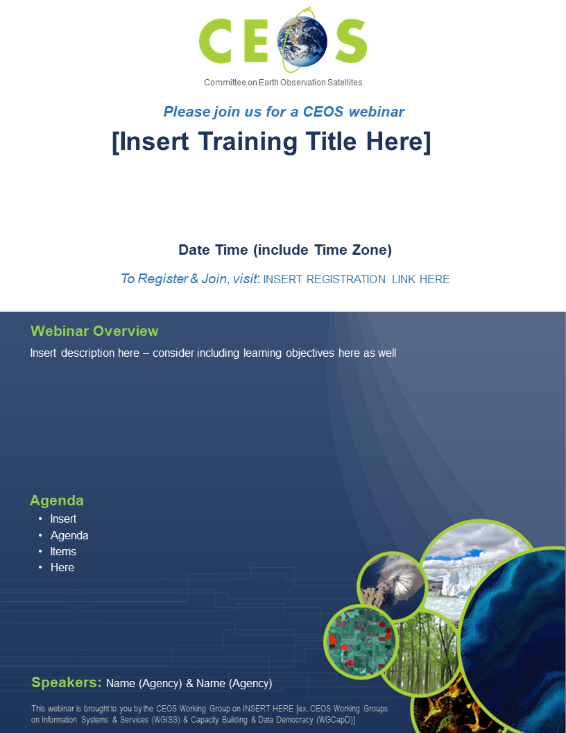 CEOS
Committee on Earth Observation Satellites
Please join us for a CEOS webinar
[Insert Training Title Here]
Date Time (include Time Zone)
To Register & Join, visit: INSERT REGISTRATION LINK HERE
Webinar Overview
Insert description here – consider including learning objectives here as well
Agenda
• Insert
• Agenda
• Items
• Here
Speakers: Name (Agency) & Name (Agency)
This webinar is brought to you by the CEOS Working Group on INSERT HERE [ex. CEOS Working Groups
on Information Systems & Services (WGISS) & Capacity Building & Data Democracy (WGCapD)]